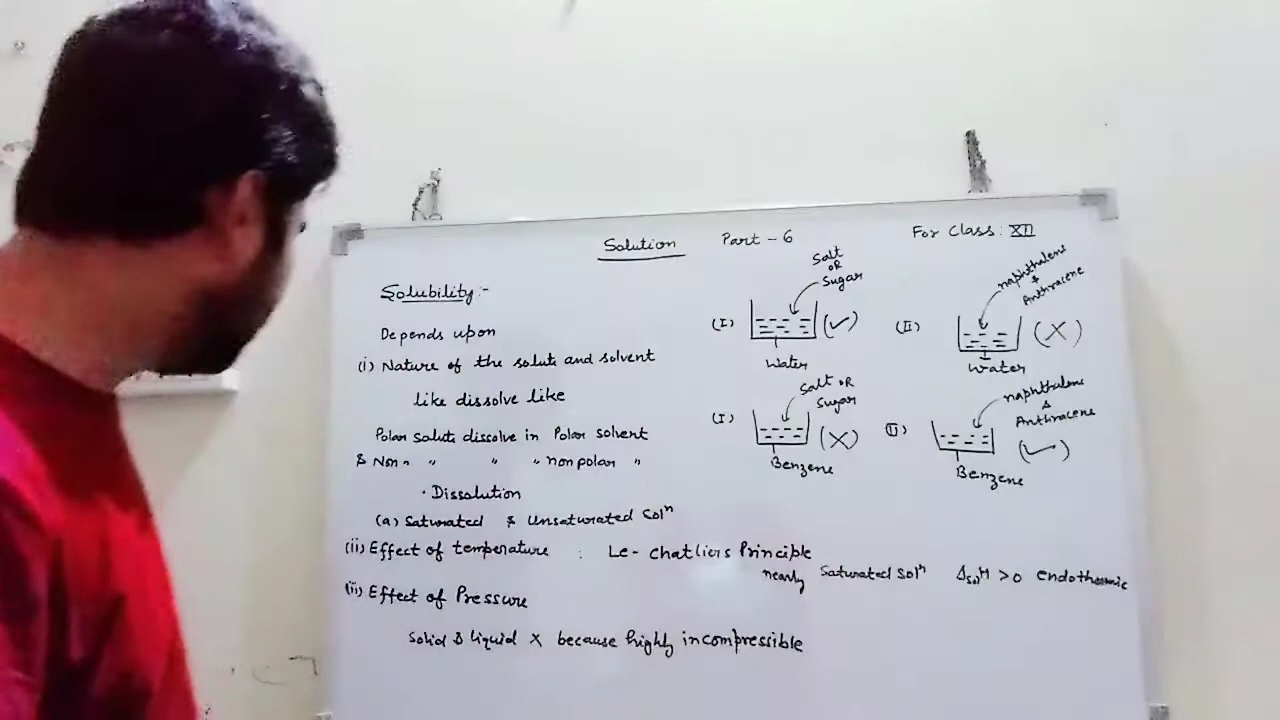 Solution Part - 6 For Class: XII
Solubility:-
Depends upon
(i) Nature of the solute and solvent
like dissolve like
Polar solute dissolve in Polar solvent
& Non " " " " nonpolar "
· Dissolution
(a) Saturated & Unsaturated Solⁿ
(ii) Effect of temperature : Le-chatliers Principle
nearly Saturated Solⁿ ΔsolH > 0 endothermic
(ii) Effect of Pressure
Solid & liquid X because highly incompressible
Salt
OR
Sugar
(I) (✓)
Water
naphthalene
&
Anthracene
(II) (X)
Water
Salt OR
Sugar
(I) (X)
Benzene
naphthalene
&
Anthracene
(II) (✓)
Benzene